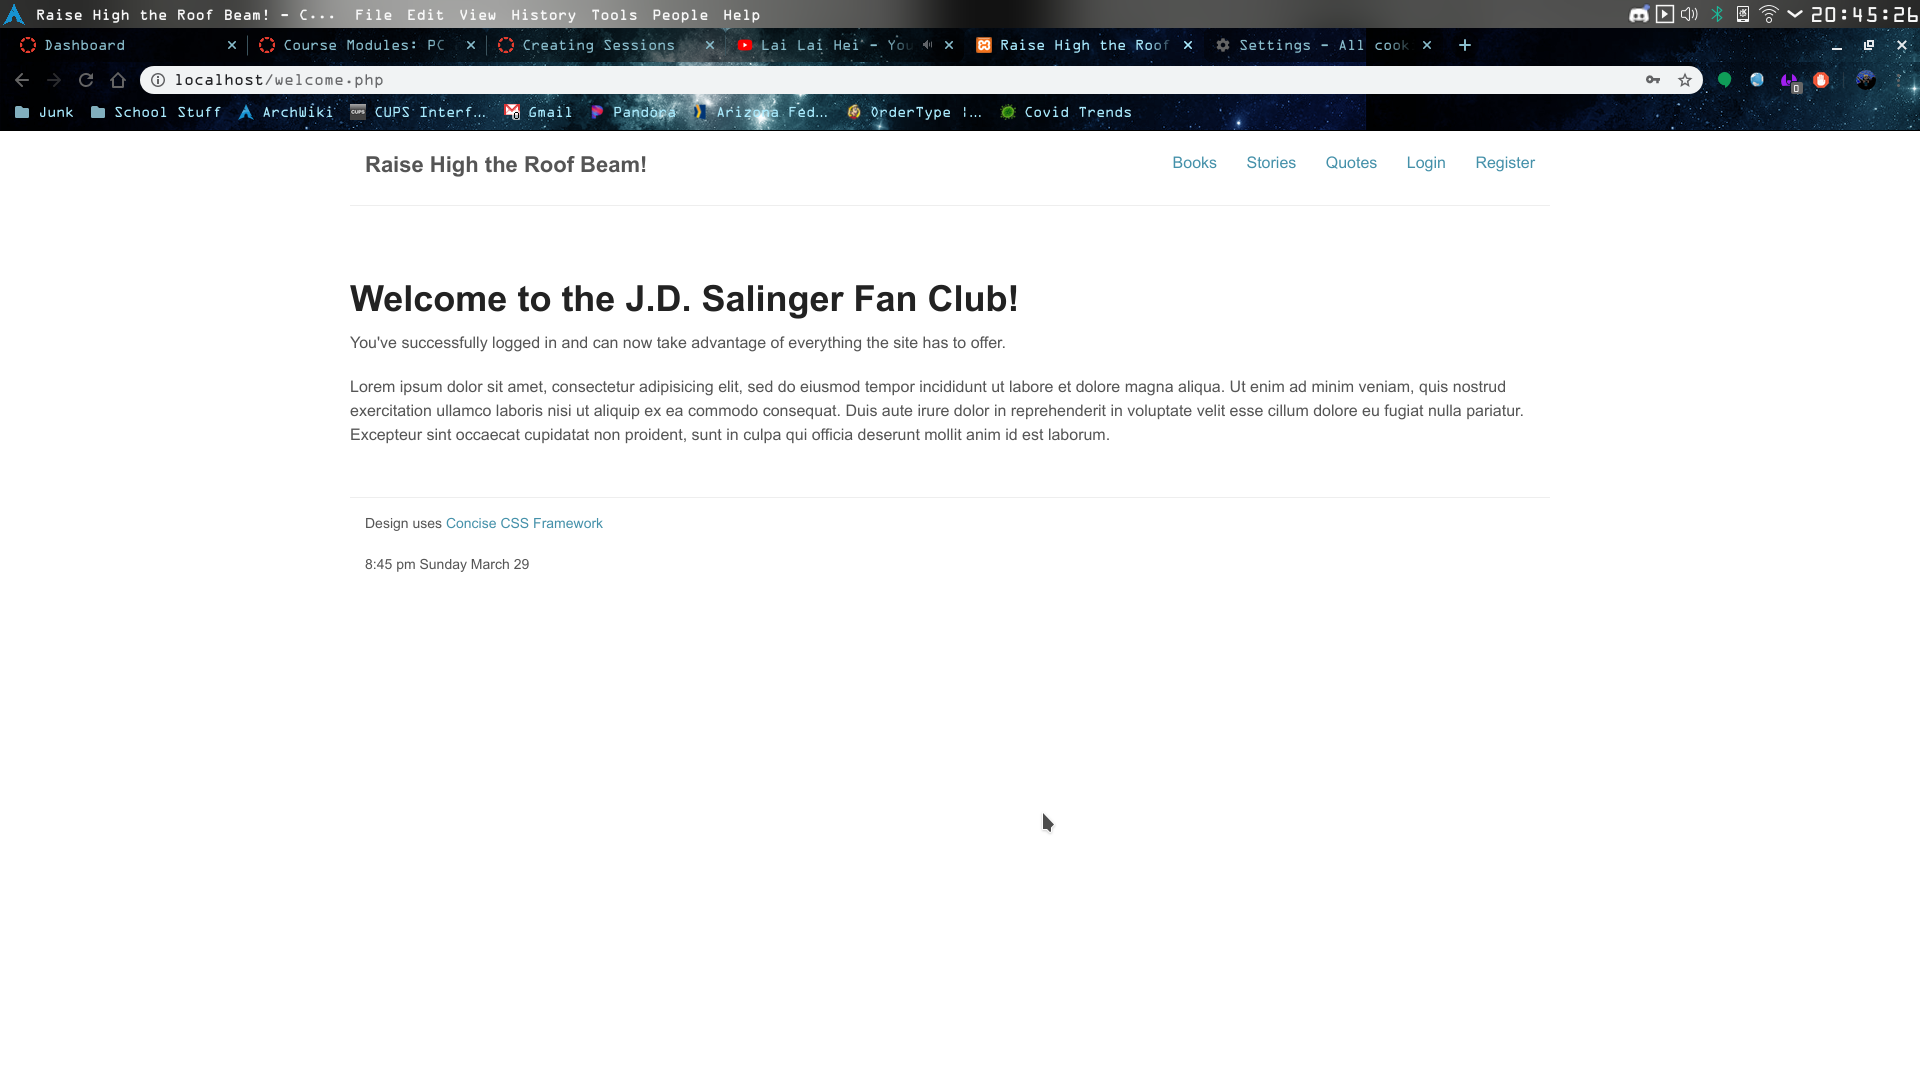 Raise High the Roof Beam! - C... File Edit View History Tools People Help 20:45:26
Dashboard Course Modules: PC Creating Sessions Lai Lai Hei - You Raise High the Roof Settings - All cook
localhost/welcome.php
Junk School Stuff ArchWiki CUPS Interf... Gmail Pandora Arizona Fed... OrderType |... Covid Trends
Raise High the Roof Beam! Books Stories Quotes Login Register
Welcome to the J.D. Salinger Fan Club!
You've successfully logged in and can now take advantage of everything the site has to offer.
Lorem ipsum dolor sit amet, consectetur adipisicing elit, sed do eiusmod tempor incididunt ut labore et dolore magna aliqua. Ut enim ad minim veniam, quis nostrud
exercitation ullamco laboris nisi ut aliquip ex ea commodo consequat. Duis aute irure dolor in reprehenderit in voluptate velit esse cillum dolore eu fugiat nulla pariatur.
Excepteur sint occaecat cupidatat non proident, sunt in culpa qui officia deserunt mollit anim id est laborum.
Design uses Concise CSS Framework
8:45 pm Sunday March 29